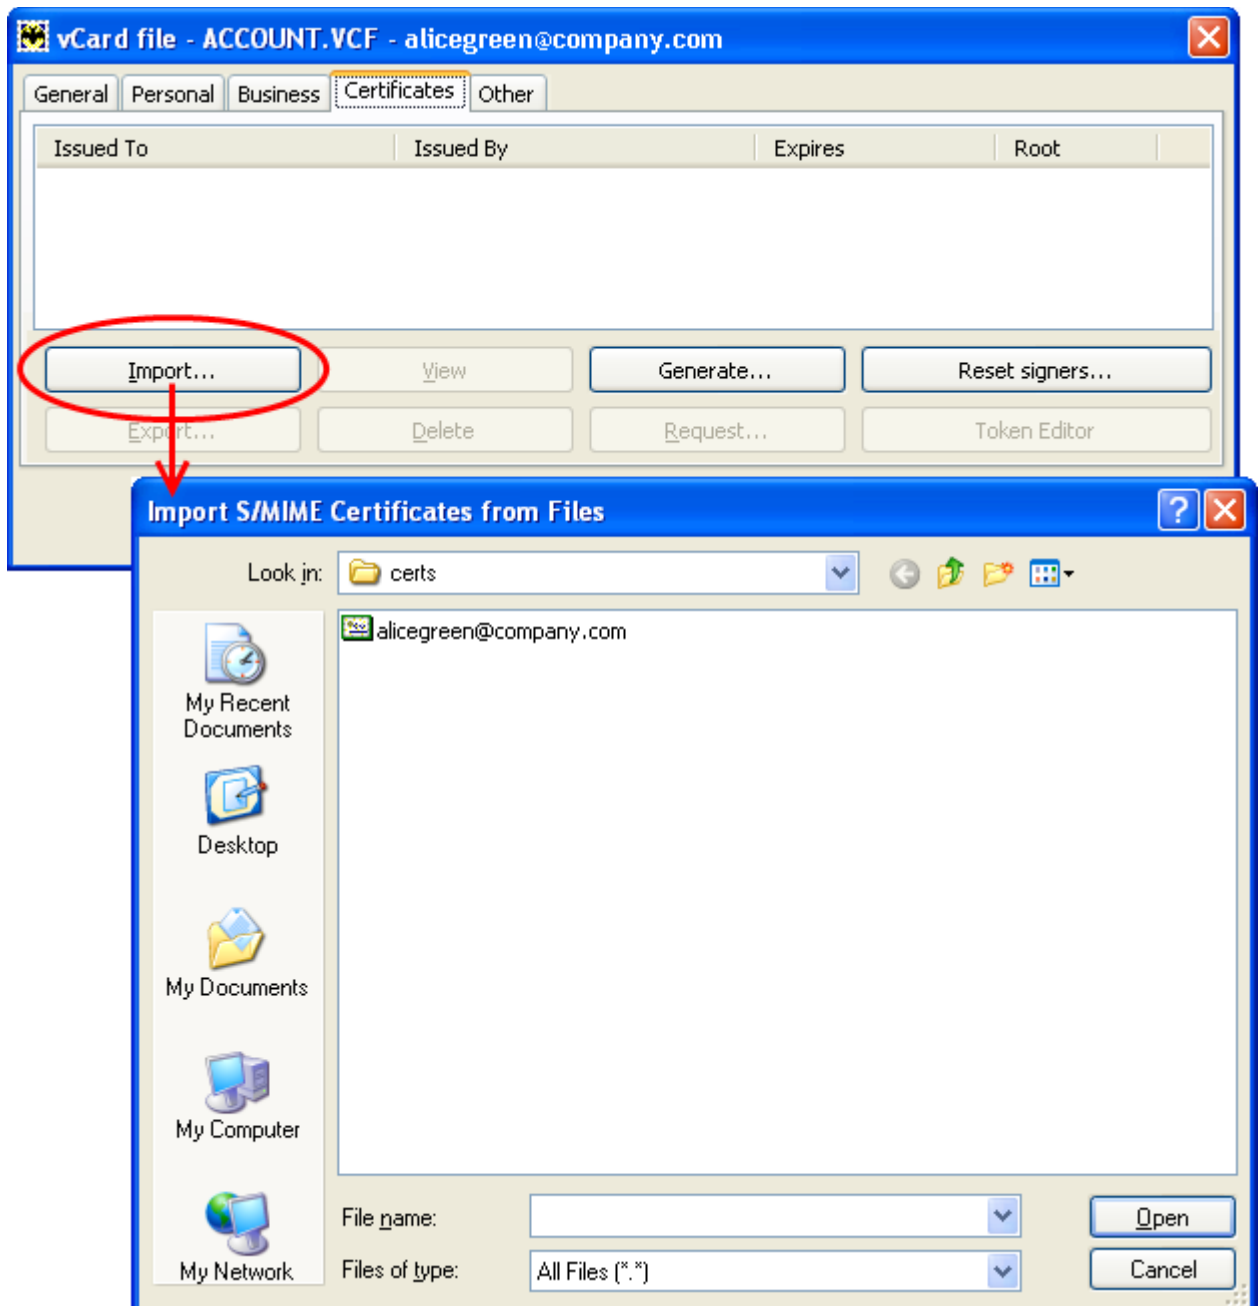 vCard file - ACCOUNT.VCF - alicegreen@company.com
General Personal Business Certificates Other
Issued To Issued By Expires Root
Import... View Generate... Reset signers...
Export... Delete Request... Token Editor
Import S/MIME Certificates from Files
Look in: certs
alicegreen@company.com
My Recent
Documents
Desktop
My Documents
My Computer
My Network
File name: Open
Files of type: All Files (*.*) Cancel